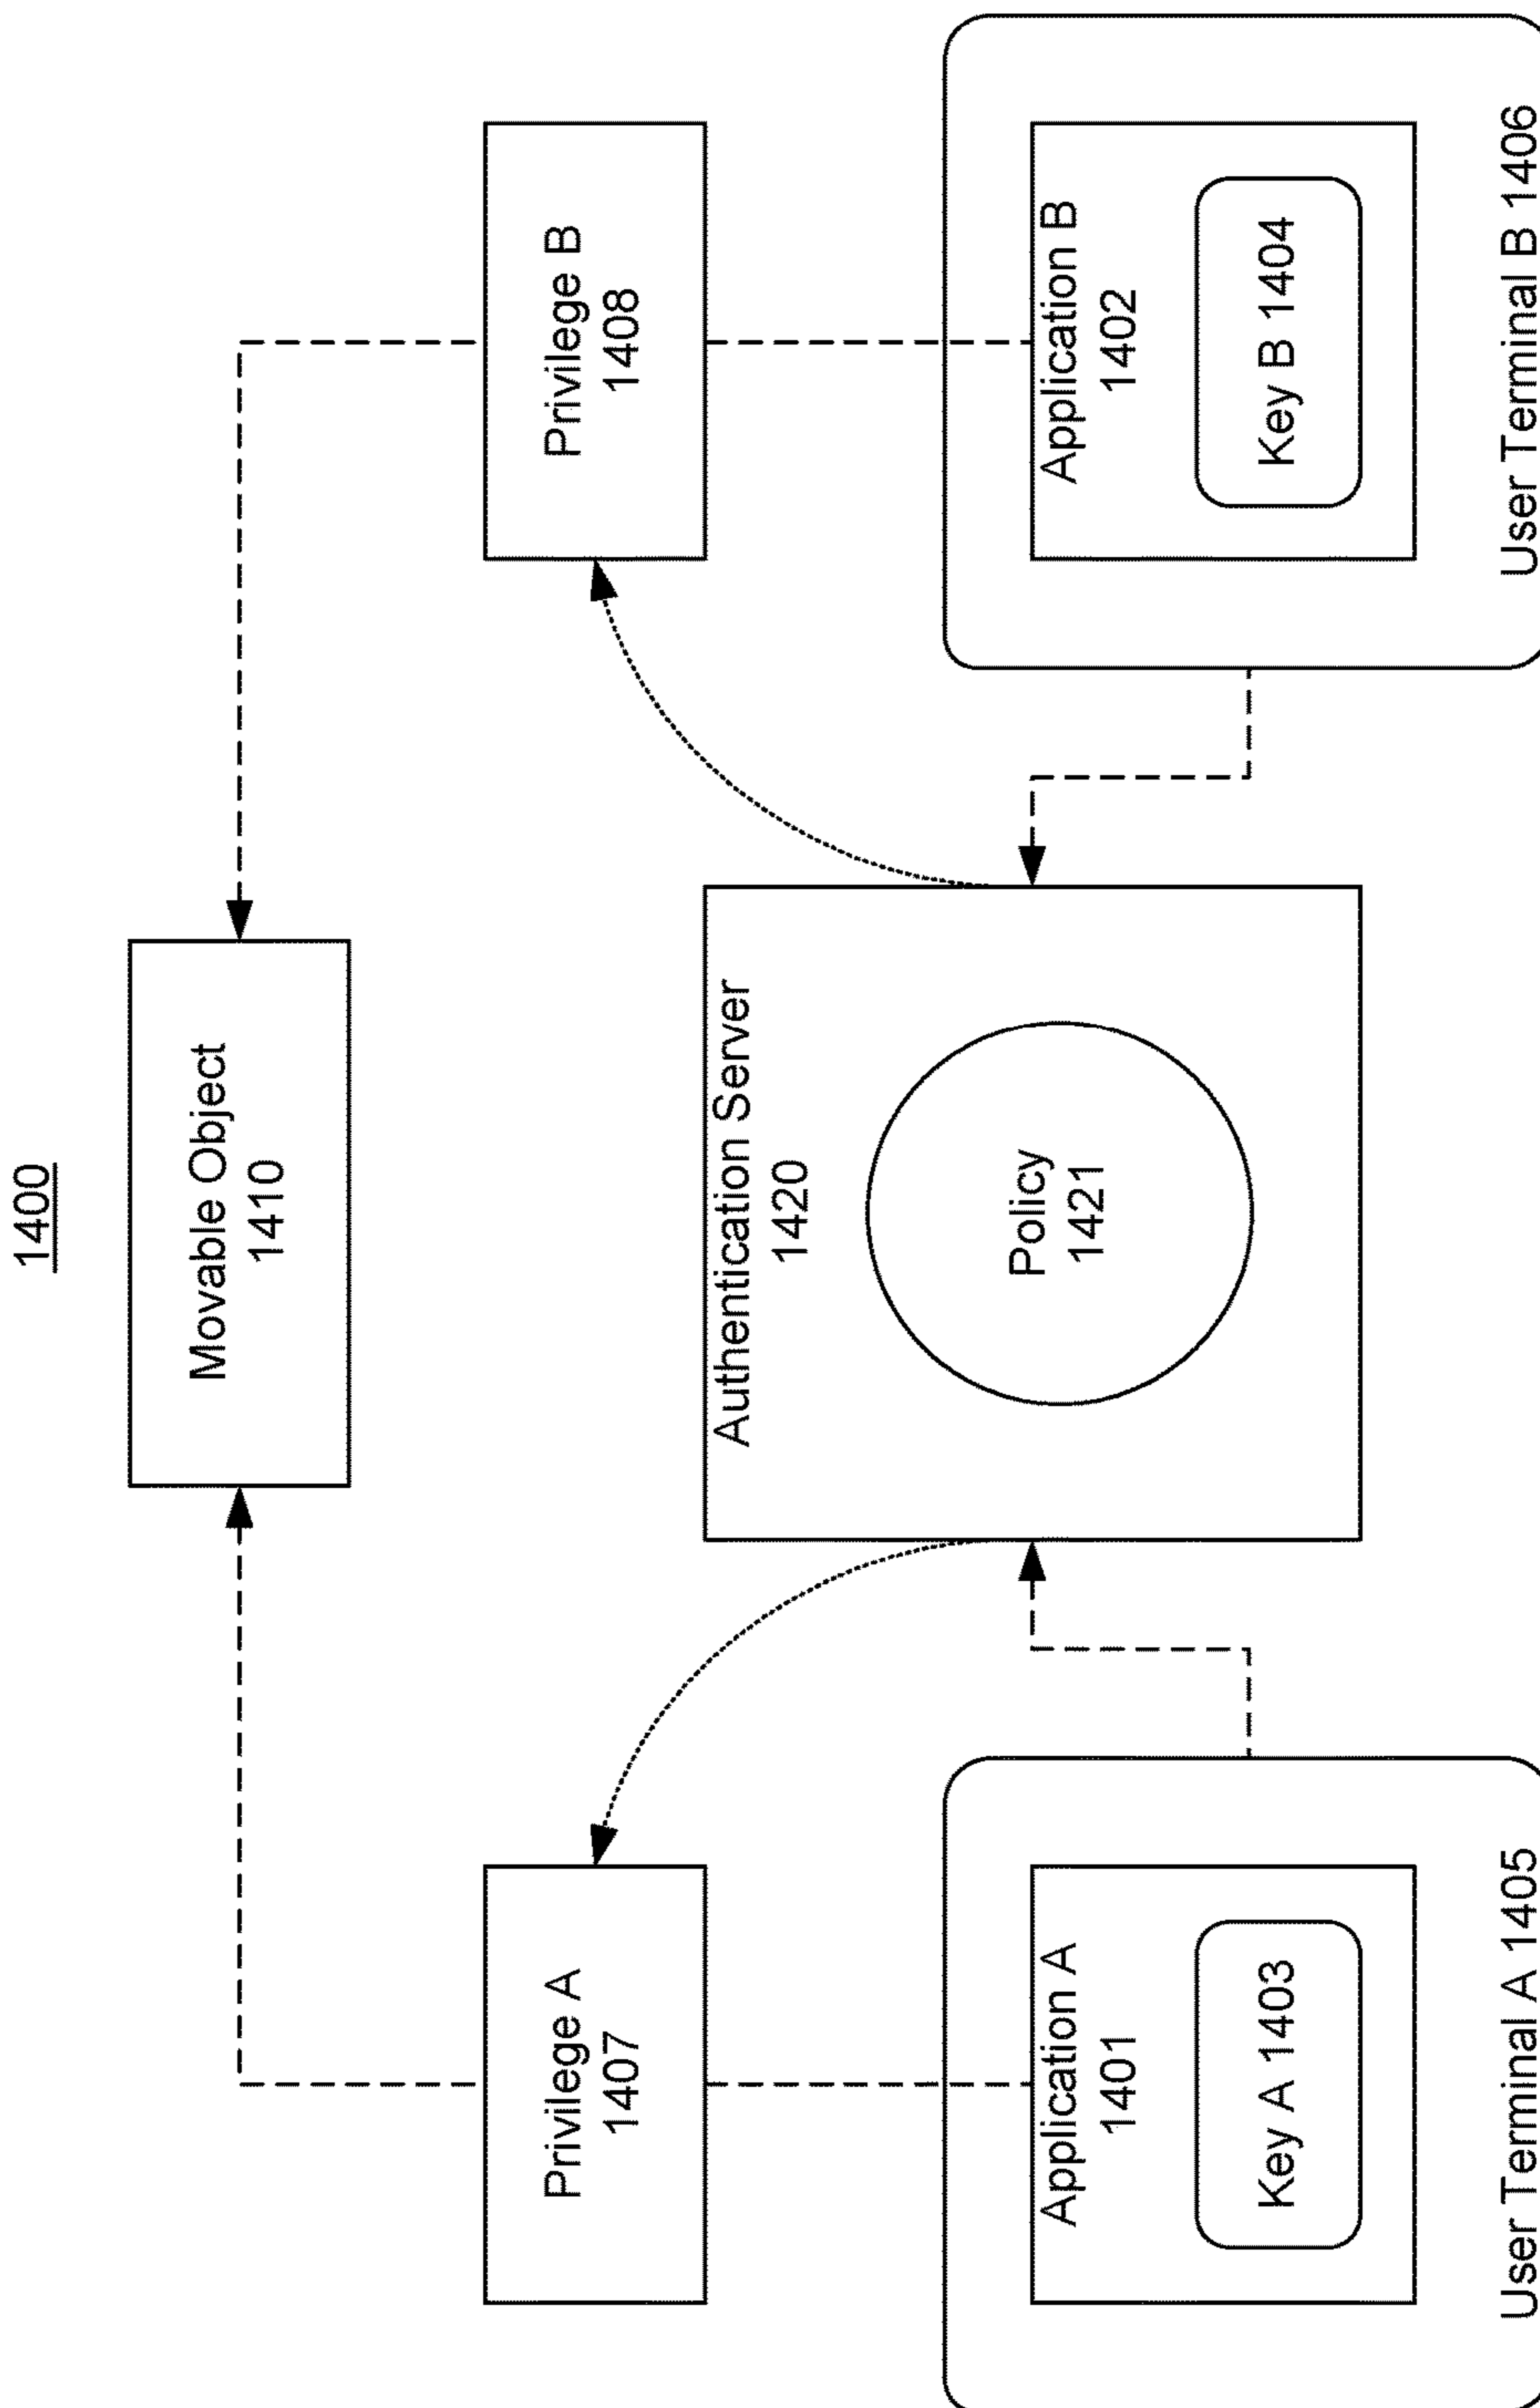 1400
Movable Object
1410
Privilege A
1407
Privilege B
1408
Authentication Server
1420
Policy
1421
Application A
1401
Key A 1403
User Terminal A 1405
Application B
1402
Key B 1404
User Terminal B 1406